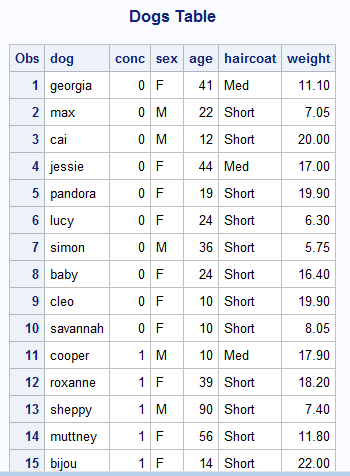 Dogs Table
Obs dog conc sex age haircoat weight
1 georgia 0 F 41 Med 11.10
2 max 0 M 22 Short 7.05
3 cai 0 M 12 Short 20.00
4 jessie 0 F 44 Med 17.00
5 pandora 0 F 19 Short 19.90
6 lucy 0 F 24 Short 6.30
7 simon 0 M 36 Short 5.75
8 baby 0 F 24 Short 16.40
9 cleo 0 F 10 Short 19.90
10 savannah 0 F 10 Short 8.05
11 cooper 1 M 10 Med 17.90
12 roxanne 1 F 39 Short 18.20
13 sheppy 1 M 90 Short 7.40
14 muttney 1 F 56 Short 11.80
15 bijou 1 F 14 Short 22.00